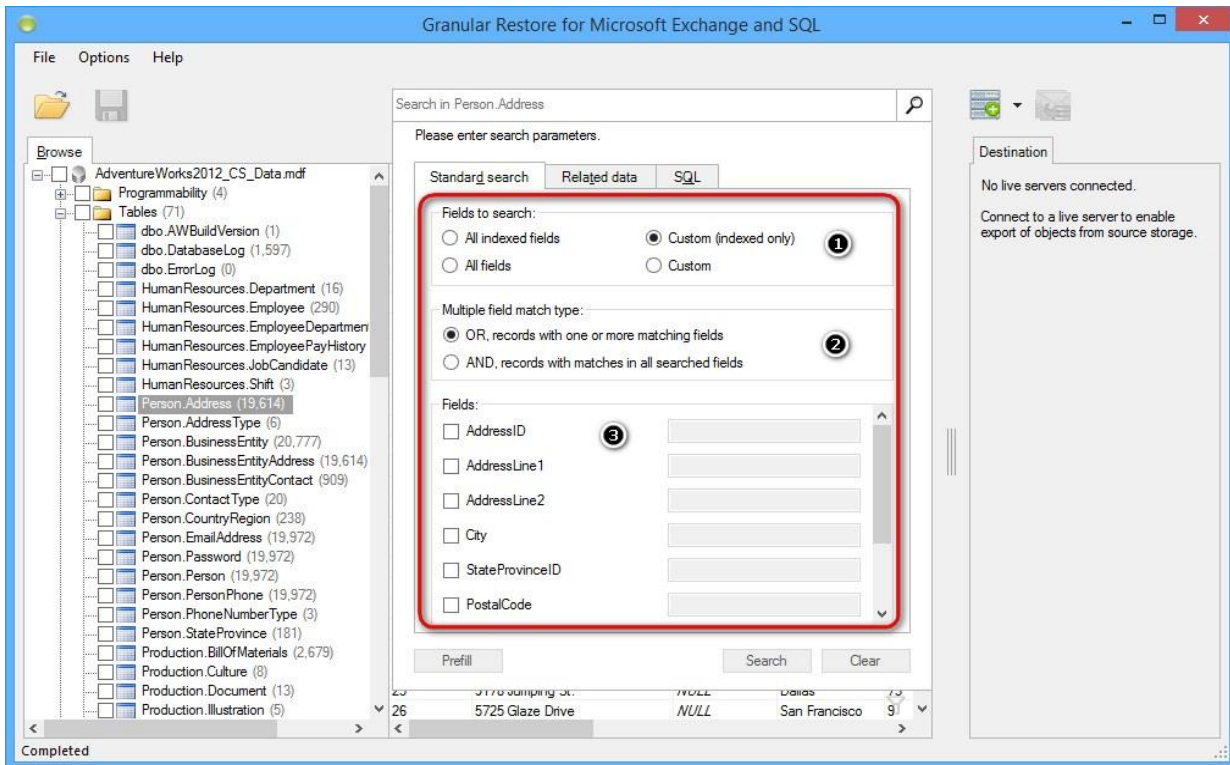 Granular Restore for Microsoft Exchange and SQL
File Options Help
Browse
AdventureWorks2012_CS_Data.mdf
Programmability (4)
Tables (71)
dbo.AWBuildVersion (1)
dbo.DatabaseLog (1,597)
dbo.ErrorLog (0)
HumanResources.Department (16)
HumanResources.Employee (290)
HumanResources.EmployeeDepartmen
HumanResources.EmployeePayHistory
HumanResources.JobCandidate (13)
HumanResources.Shift (3)
Person.Address (19,614)
Person.AddressType (6)
Person.BusinessEntity (20,777)
Person.BusinessEntityAddress (19,614)
Person.BusinessEntityContact (909)
Person.ContactType (20)
Person.CountryRegion (238)
Person.EmailAddress (19,972)
Person.Password (19,972)
Person.Person (19,972)
Person.PersonPhone (19,972)
Person.PhoneNumberType (3)
Person.StateProvince (181)
Production.BillOfMaterials (2,679)
Production.Culture (8)
Production.Document (13)
Production.Illustration (5)
Search in Person.Address
Please enter search parameters.
Standard search Related data SQL
Fields to search:
All indexed fields Custom (indexed only) 1
All fields Custom
Multiple field match type:
OR, records with one or more matching fields
2
AND, records with matches in all searched fields
Fields:
AddressID 3
AddressLine1
AddressLine2
City
StateProvinceID
PostalCode
Prefill Search Clear
26 5725 Glaze Drive NULL San Francisco 9
Destination
No live servers connected.
Connect to a live server to enable
export of objects from source storage.
Completed